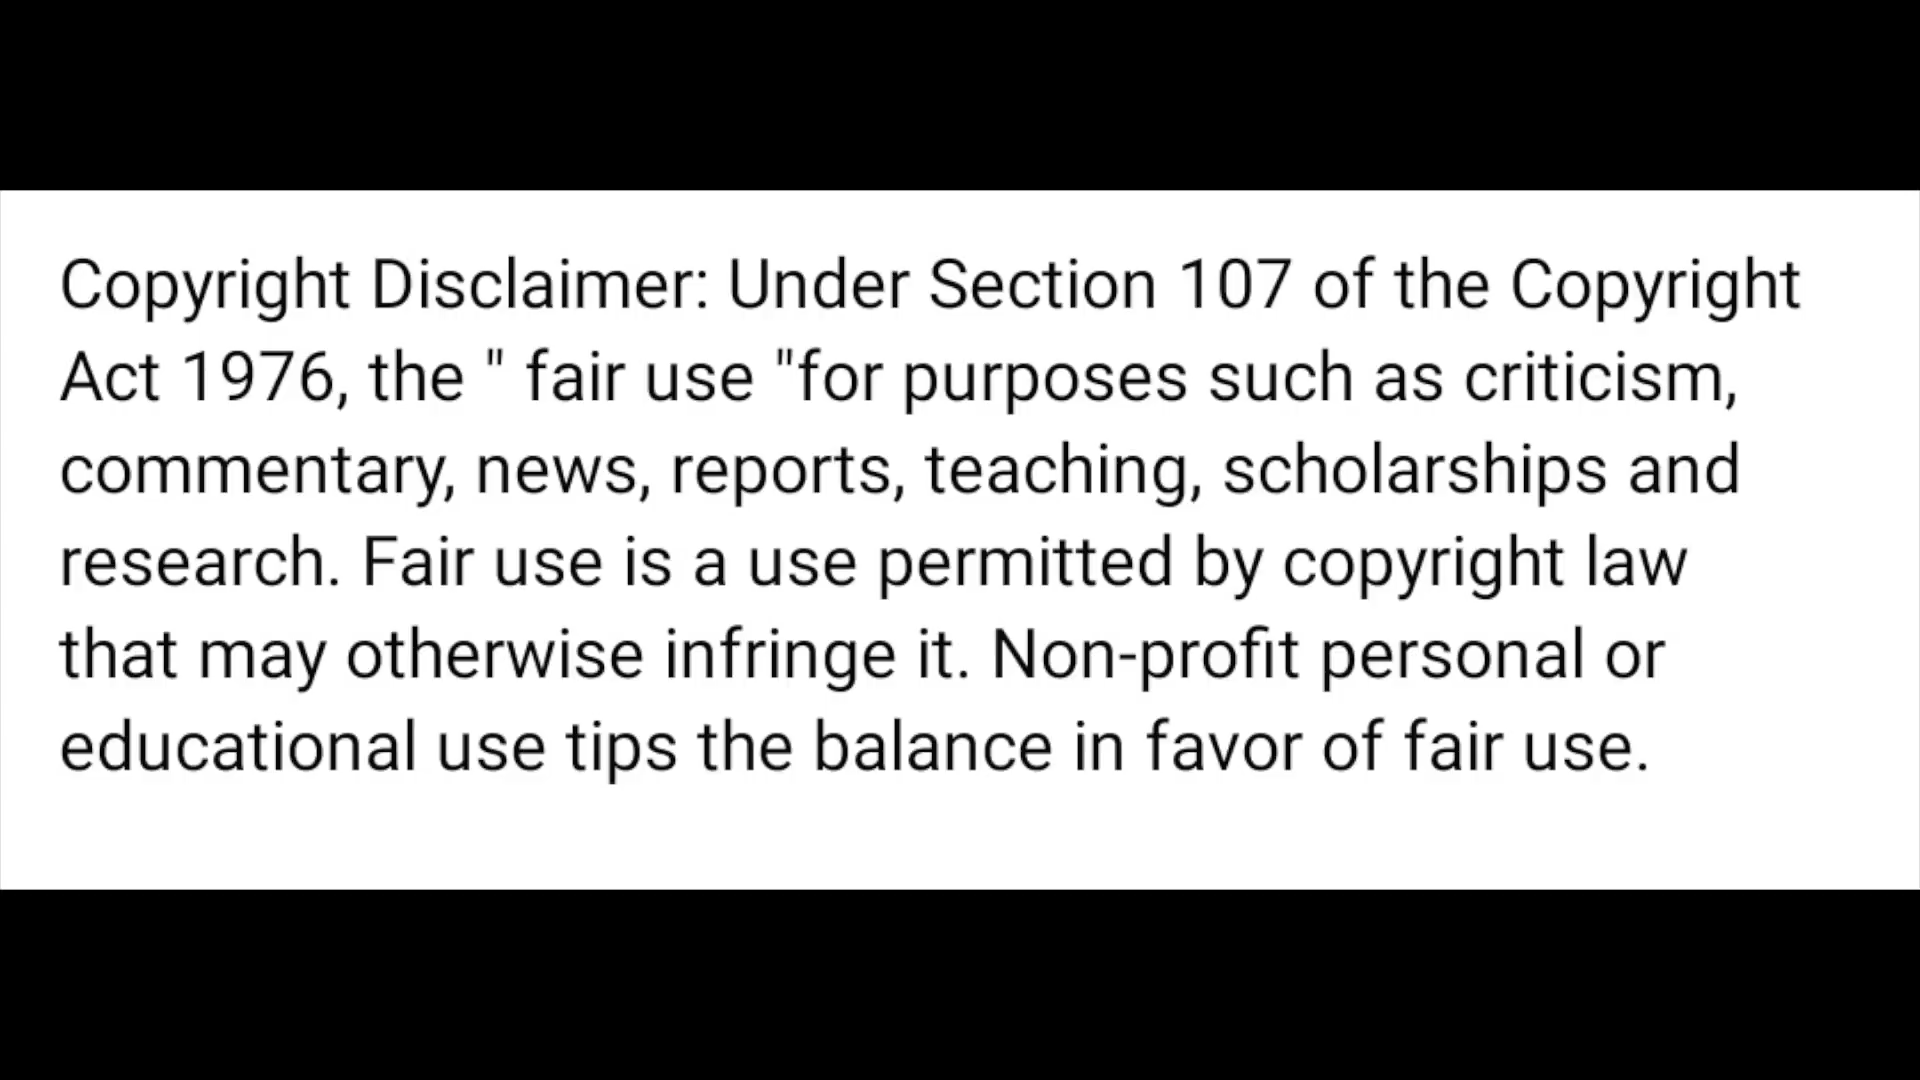 Copyright Disclaimer: Under Section 107 of the Copyright
Act 1976, the " fair use "for purposes such as criticism,
commentary, news, reports, teaching, scholarships and
research. Fair use is a use permitted by copyright law
that may otherwise infringe it. Non-profit personal or
educational use tips the balance in favor of fair use.